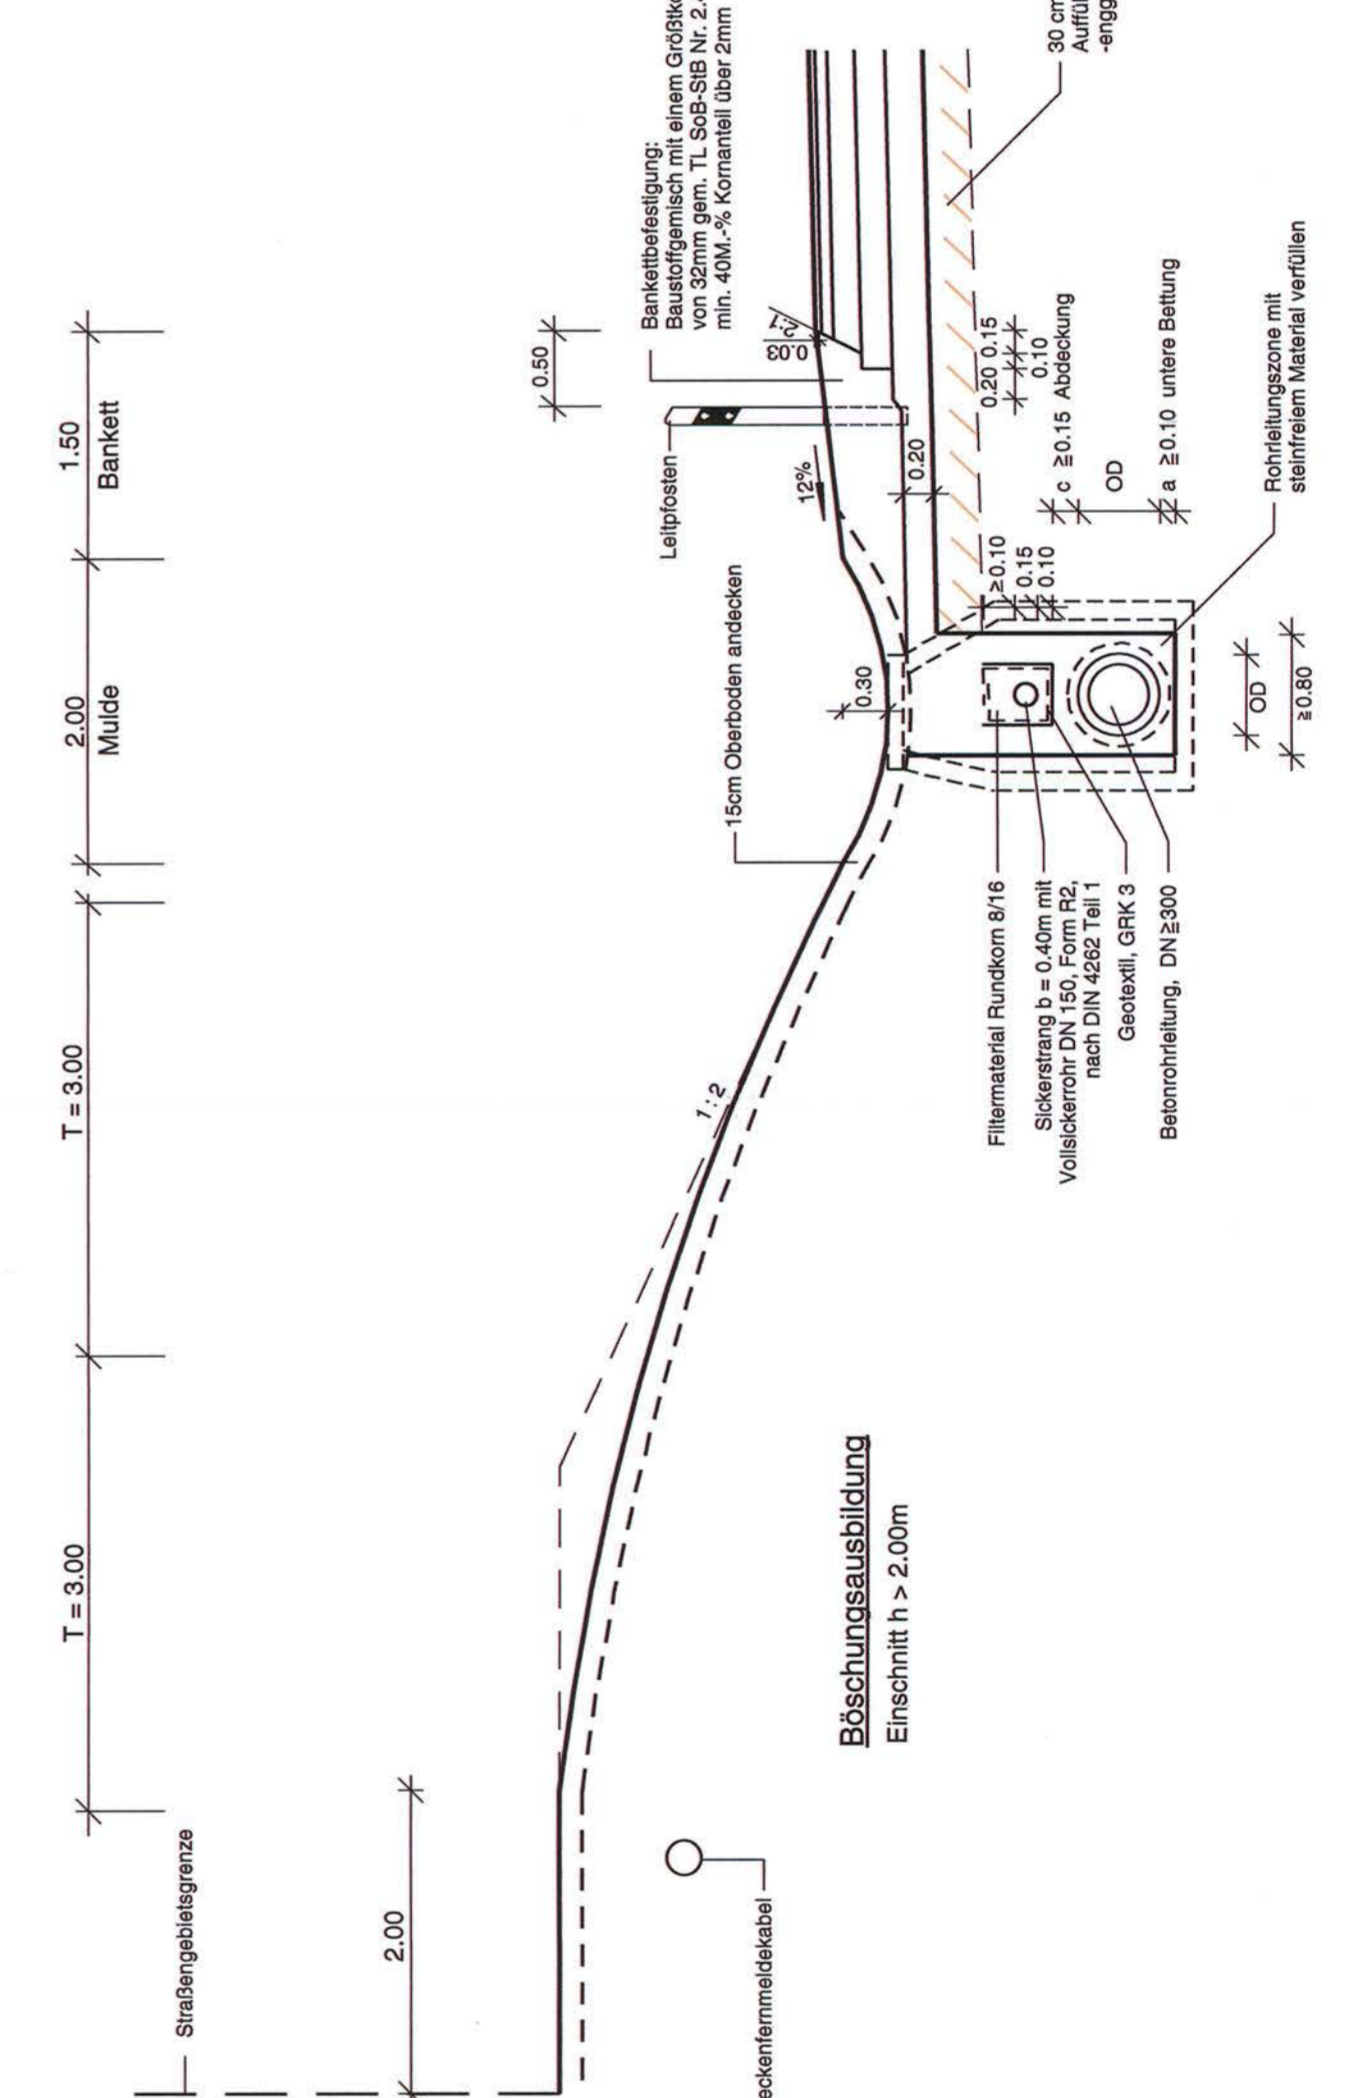 Straßengebietsgrenze
T = 3.00
T = 3.00
2.00
Mulde
1.50
Bankett
2.00
0.50
Bankettbefestigung:
Baustoffgemisch mit einem
von 32mm gem. TL SoB-StB Nr.
min. 40M.-% Kornanteil über 2mm
Leitpfosten
0.03
2:1
12%
15cm Oberboden andecken
1:2
0.30
0.20
0.20 0.15
0.10
30 cm
≥0.10
0.15
0.10
c ≧0.15 Abdeckung
OD
a ≧0.10 untere Bettung
Rohrleitungszone mit
steinfreiem Material verfüllen
OD
≥0.80
Filtermaterial Rundkorn 8/16
Sickerstrang b = 0.40m mit
Vollsickerrohr DN 150, Form R2,
nach DIN 4262 Teil 1
Geotextil, GRK 3
Betonrohrleitung, DN≧300
Böschungsausbildung
Einschnitt h > 2.00m